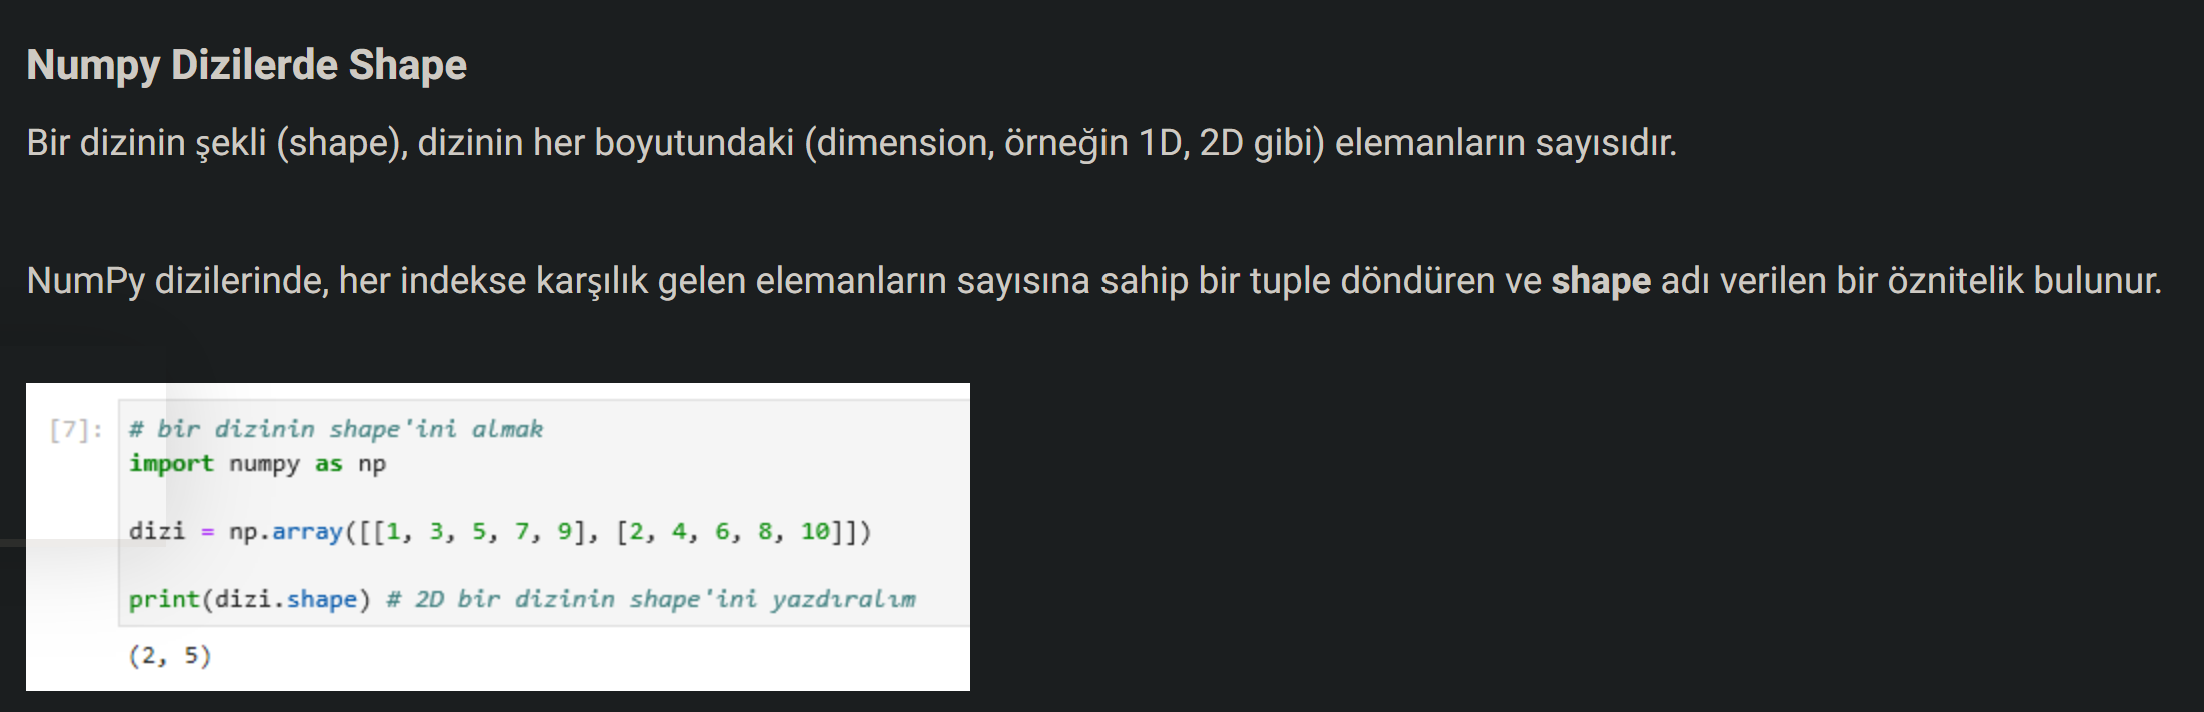 Numpy Dizilerde Shape
Bir dizinin şekli (shape), dizinin her boyutundaki (dimension, örneğin 1D, 2D gibi) elemanların sayısıdır.
NumPy dizilerinde, her indekse karşılık gelen elemanların sayısına sahip bir tuple döndüren ve shape adı verilen bir öznitelik bulunur.
[7]: # bir dizinin shape'ini almak
import numpy as np
dizi = np.array([[1, 3, 5, 7, 9], [2, 4, 6, 8, 10]])
print(dizi.shape) # 2D bir dizinin shape'ini yazdıralım
(2, 5)